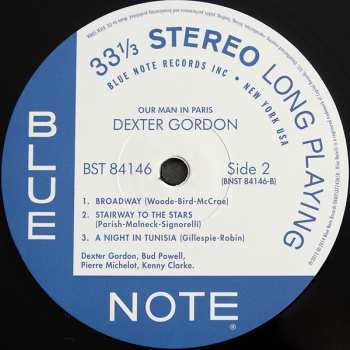 33⅓ STEREO LONG PLAYING
BLUE NOTE RECORDS INC • NEW YORK USA
OUR MAN IN PARIS
DEXTER GORDON
BST 84146
Side 2
(BNST 84146-B)
1. BROADWAY (Woode-Bird-McCrae)
2. STAIRWAY TO THE STARS
(Parish-Malneck-Signorelli)
3. A NIGHT IN TUNISIA (Gillespie-Robin)
Dexter Gordon, Bud Powell,
Pierre Michelot, Kenny Clarke.
BLUE
NOTE
®